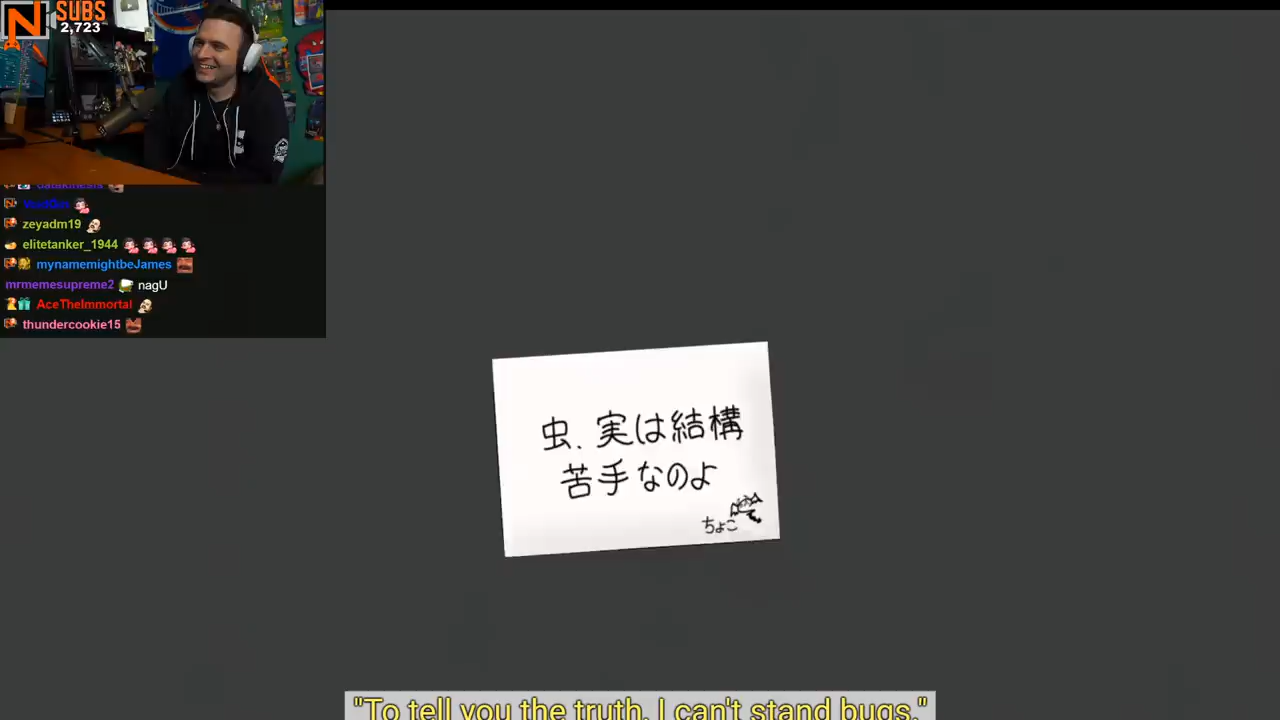 SUBS
2,723
zeyadm19
elitetanker_1944
mynamemightbeJames
mrmemesupreme2 nagU
AceTheImmortal
thundercookie15
虫、実は結構
苦手なのよ
ちょこ
"To tell you the truth, I can't stand bugs."